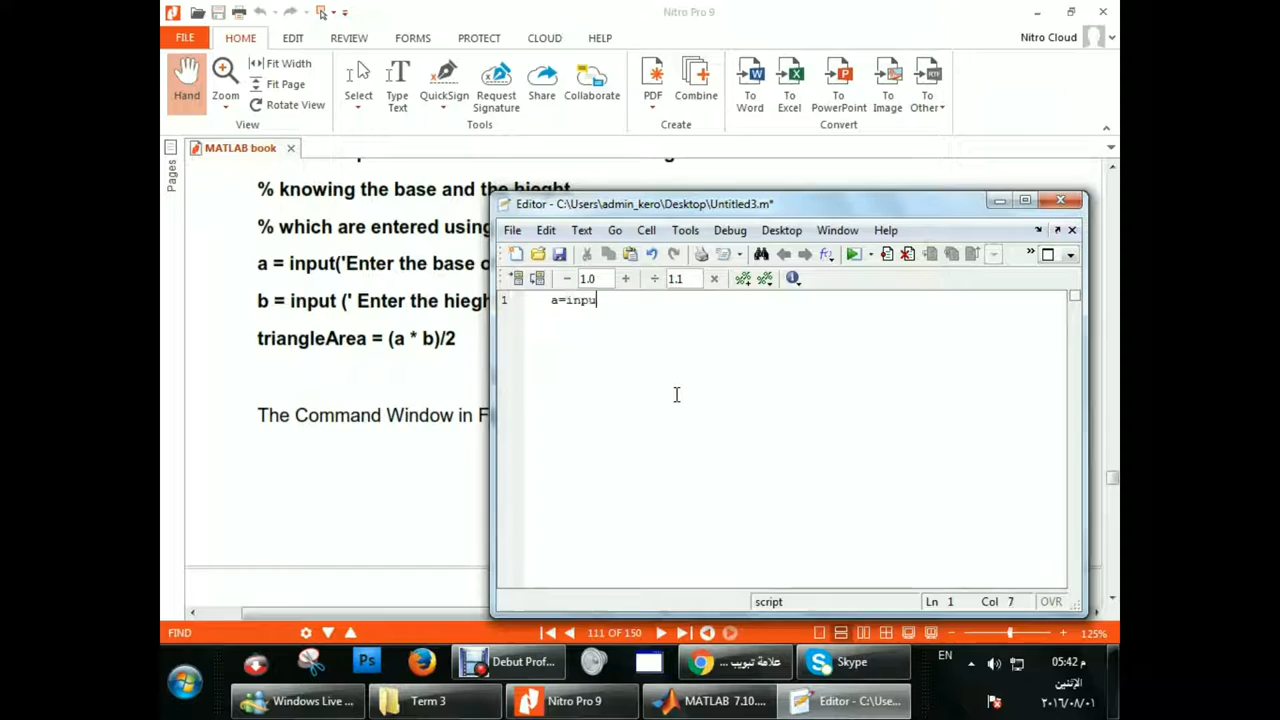 Nitro Pro 9
FILE HOME EDIT REVIEW FORMS PROTECT CLOUD HELP Nitro Cloud
Hand Zoom Fit Width Fit Page Rotate View
Select Type Text QuickSign Request Signature Share Collaborate
PDF Combine
To Word To Excel To PowerPoint To Image To Other
View Tools Create Convert
MATLAB book
Pages
% knowing the base and the hieght
% which are entered using
a = input('Enter the base
b = input (' Enter the hiegh
triangleArea = (a * b)/2
The Command Window in F
Editor - C:\Users\admin_kero\Desktop\Untitled3.m*
File Edit Text Go Cell Tools Debug Desktop Window Help
− 1.0 + ÷ 1.1 ×
1 a=inpu
script Ln 1 Col 7 OVR
FIND 111 OF 150 125%
Debut Prof... علامة تبويب ... Skype EN م 05:42
الإثنين
Windows Live ... Term 3 Nitro Pro 9 MATLAB 7.10.... Editor - C:\Use... ٢٠١٦/٠٨/٠١